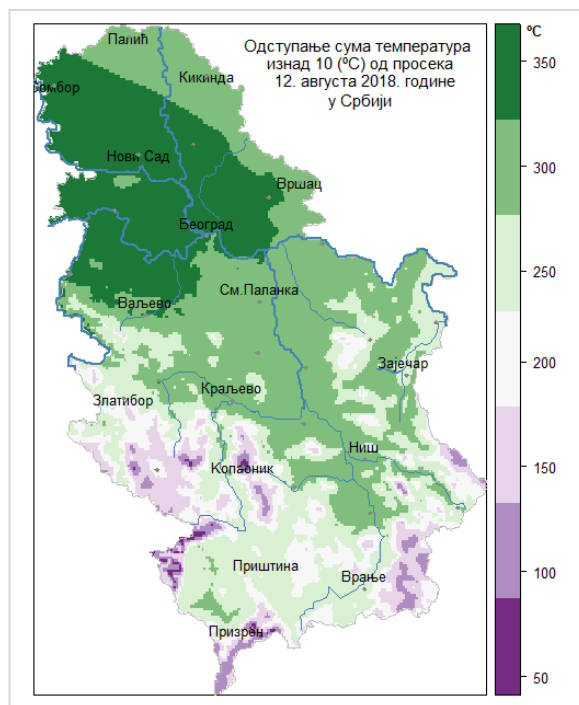 Палић
Кикинда
Одступање сума температура
изнад 10 (ºC) од просека
12. августа 2018. године
у Србији
ºC
350
Сомбор
Нови Сад
Вршац
300
Београд
250
См.Паланка
Ваљево
Зајечар
200
Златибор
Краљево
Ниш
150
Копаоник
Приштина
Врање
100
Призрен
50